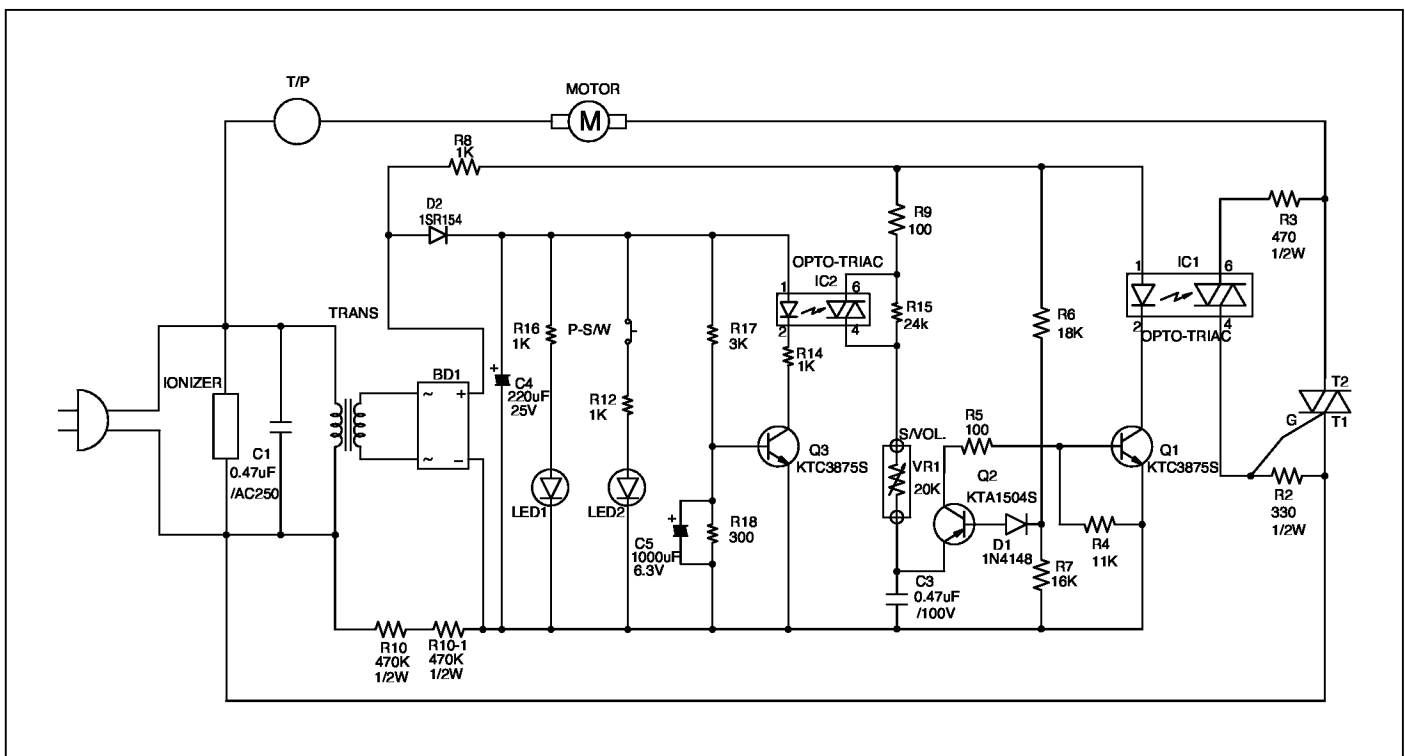 T/P
MOTOR
M
R8
1K
D2
1SR154
R9
100
R3
470
1/2W
OPTO-TRIAC
IC2
1
6
2
4
IC1
1
6
2
4
OPTO-TRIAC
TRANS
R16
1K
P-S/W
R17
3K
R15
24k
R6
18K
R14
1K
IONIZER
BD1
~
+
~
−
+
C4
220uF
25V
R12
1K
T2
T1
G
C1
0.47uF
/AC250
Q3
KTC3875S
S/VOL.
R5
100
Q1
KTC3875S
VR1
20K
Q2
KTA1504S
R2
330
1/2W
LED1
LED2
+
C5
1000uF
6.3V
R18
300
D1
1N4148
R4
11K
R7
16K
C3
0.47uF
/100V
R10
470K
1/2W
R10-1
470K
1/2W